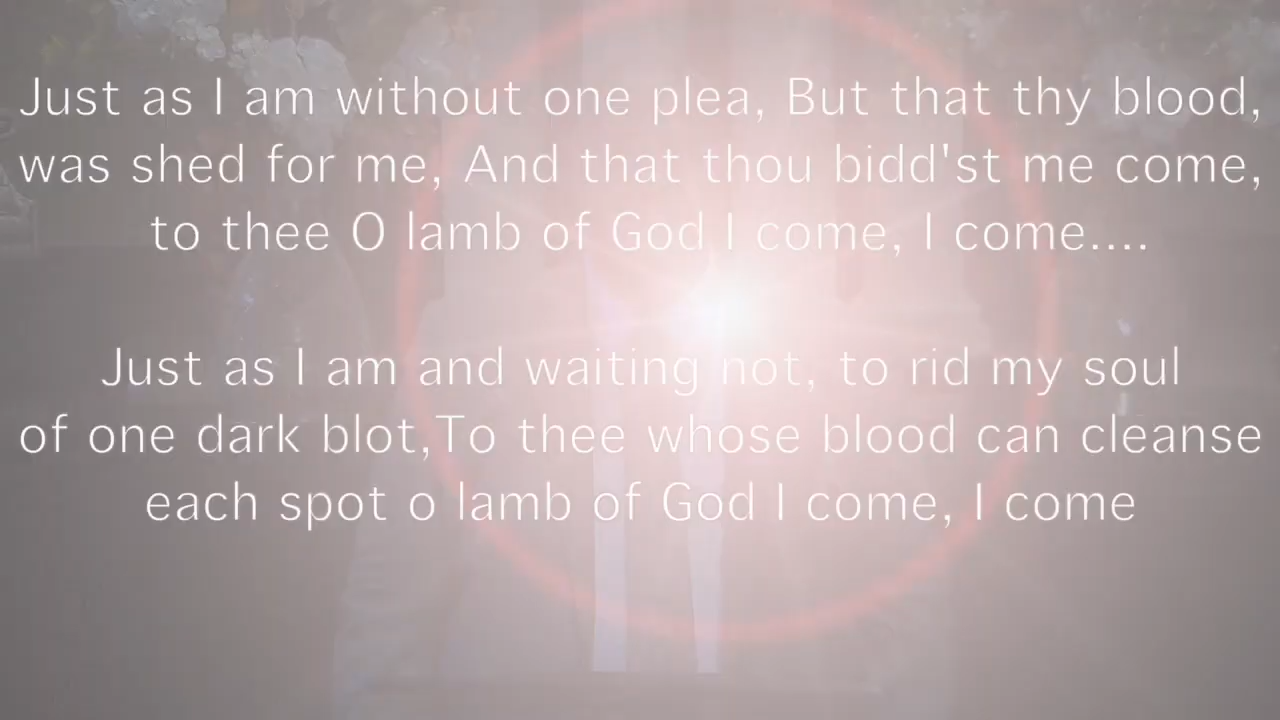 Just as I am without one plea, But that thy blood,
was shed for me, And that thou bidd'st me come,
to thee O lamb of God I come, I come....
Just as I am and waiting not, to rid my soul
of one dark blot,To thee whose blood can cleanse
each spot o lamb of God I come, I come